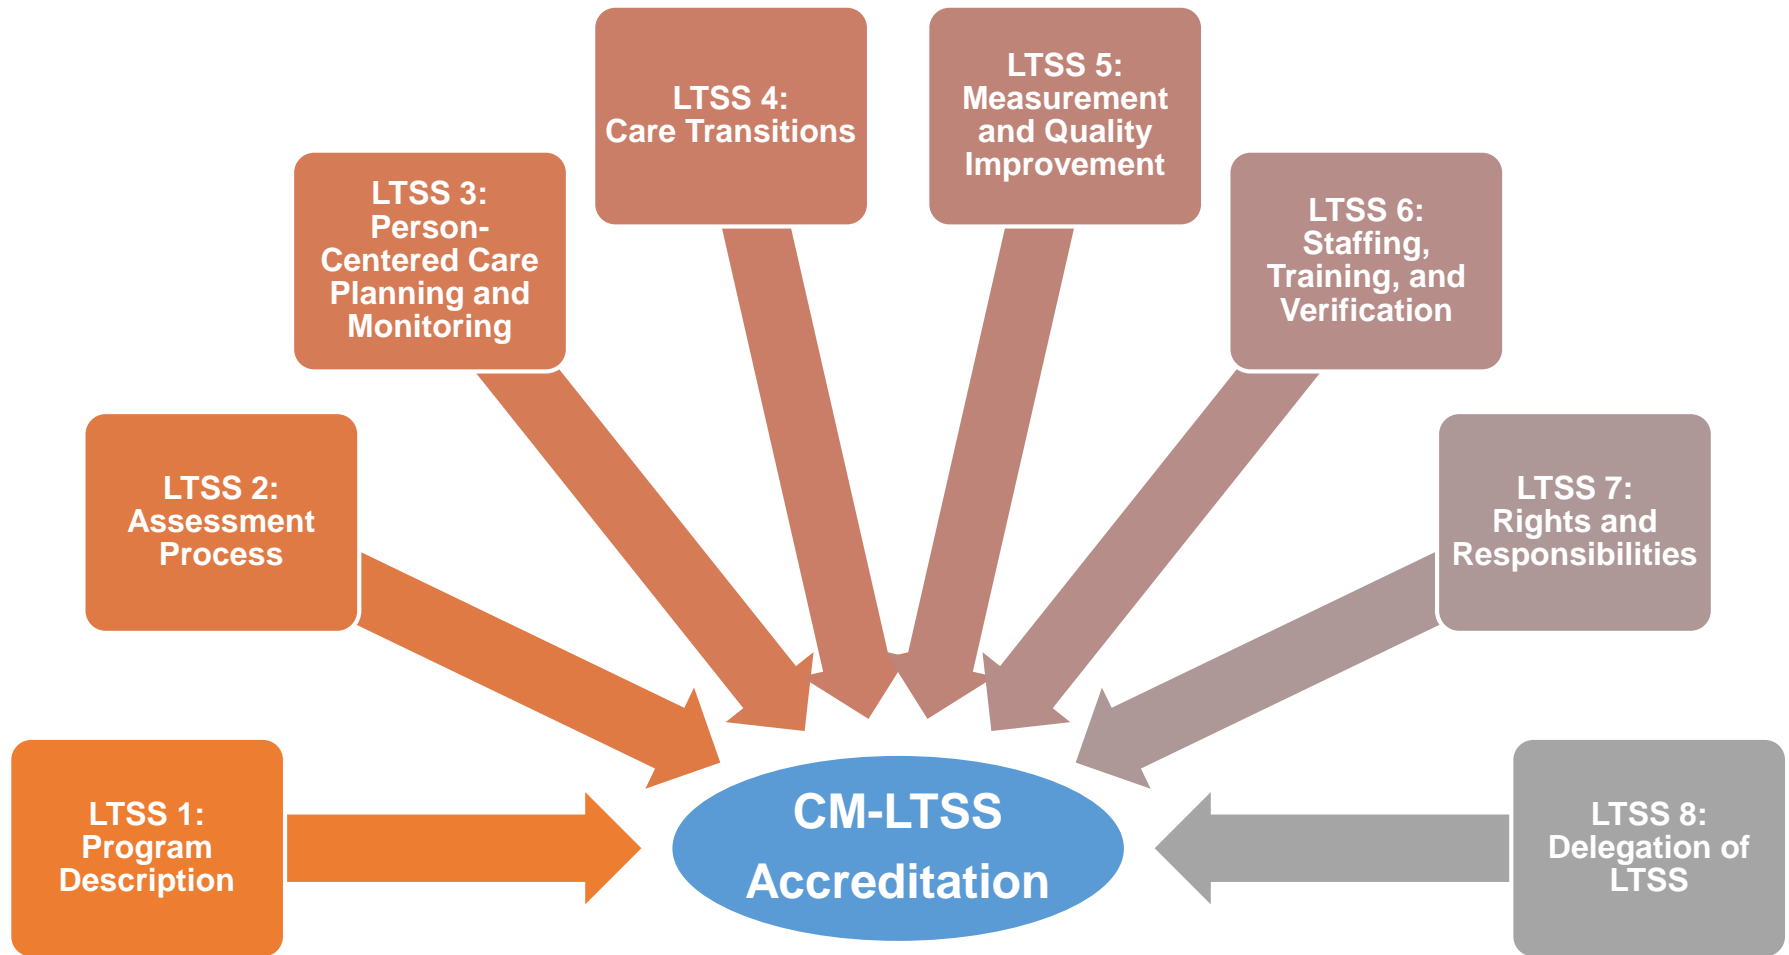 LTSS 1:
Program
Description
LTSS 2:
Assessment
Process
LTSS 3:
Person-
Centered Care
Planning and
Monitoring
LTSS 4:
Care Transitions
LTSS 5:
Measurement
and Quality
Improvement
LTSS 6:
Staffing,
Training, and
Verification
LTSS 7:
Rights and
Responsibilities
LTSS 8:
Delegation of
LTSS
CM-LTSS
Accreditation